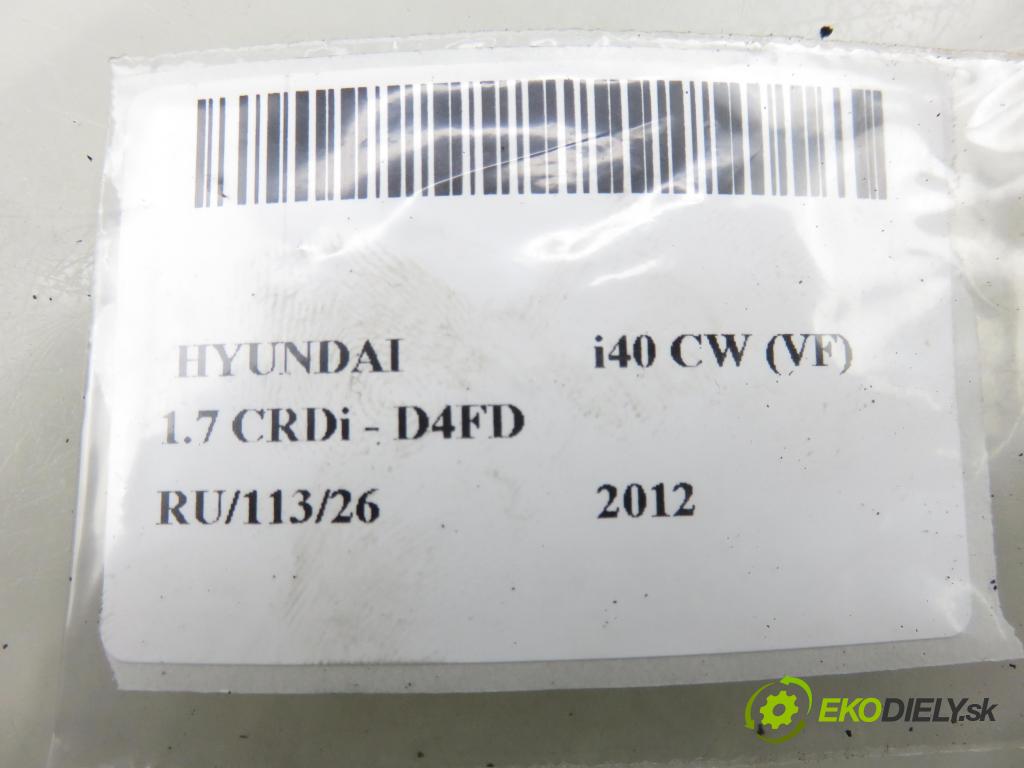 HYUNDAI i40 CW (VF)
1.7 CRDi - D4FD
RU/113/26 2012
EKODIELY.sk